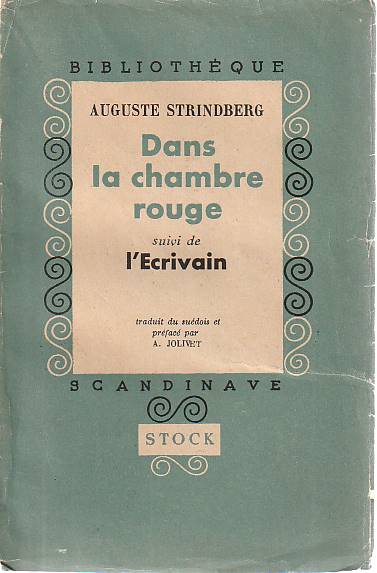 BIBLIOTHÈQUE
AUGUSTE STRINDBERG
Dans
la chambre
rouge
suivi de
l'Ecrivain
traduit du suédois et
préfacé par
A. JOLIVET
SCANDINAVE
STOCK